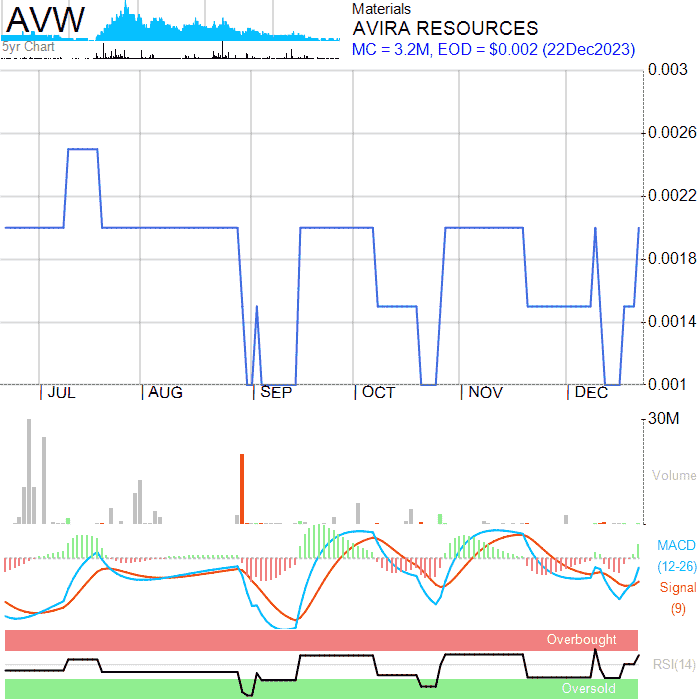 AVW
5yr Chart
Materials
AVIRA RESOURCES
MC = 3.2M, EOD = $0.002 (22Dec2023)
0.003
0.0026
0.0022
0.0018
0.0014
0.001
JUL
AUG
SEP
OCT
NOV
DEC
30M
Volume
MACD
(12-26)
Signal
(9)
Overbought
RSI(14)
Oversold